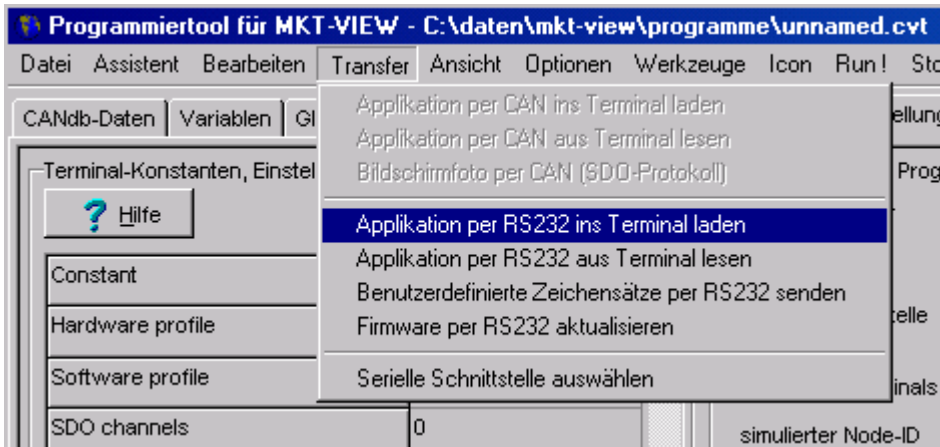 Programmiertool für MKT-VIEW - C:\daten\mkt-view\programme\unnamed.cvt
Datei Assistent Bearbeiten Transfer Ansicht Optionen Werkzeuge Icon Run! Sto
CANdb-Daten Variablen Gl
Applikation per CAN ins Terminal laden
ellung
Applikation per CAN aus Terminal lesen
Terminal-Konstanten, Einstel
Bildschirmfoto per CAN (SDO-Protokoll)
Prog
? Hilfe
Applikation per RS232 ins Terminal laden
Applikation per RS232 aus Terminal lesen
Constant
Benutzerdefinierte Zeichensätze per RS232 senden
Hardware profile
Firmware per RS232 aktualisieren
telle
Software profile
Serielle Schnittstelle auswählen
inals
SDO channels 0
simulierter Node-ID